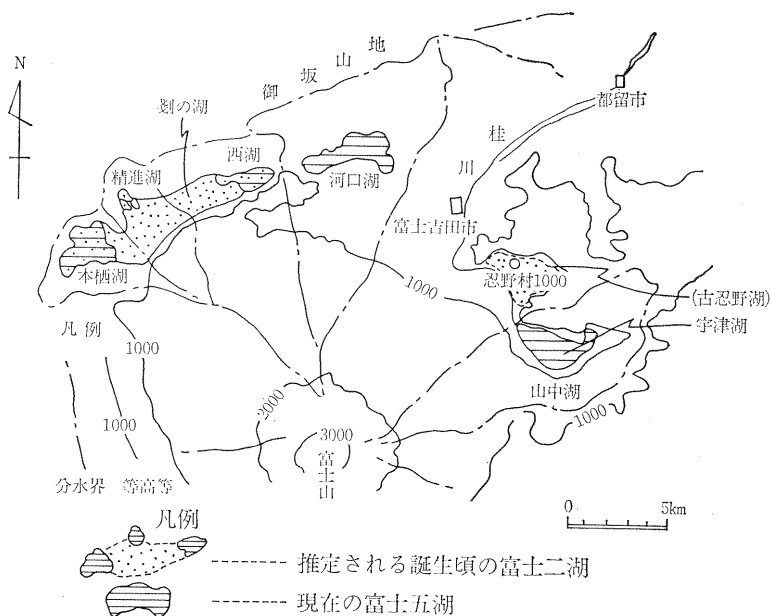 N
御坂山地
剗の湖
西湖
精進湖
河口湖
本栖湖
桂川
都留市
富士吉田市
忍野村1000
(古忍野湖)
宇津湖
山中湖
1000
1000
1000
2000
3000
富士山
凡例
1000
分水界
等高等
0
5km
凡例
推定される誕生頃の富士二湖
現在の富士五湖